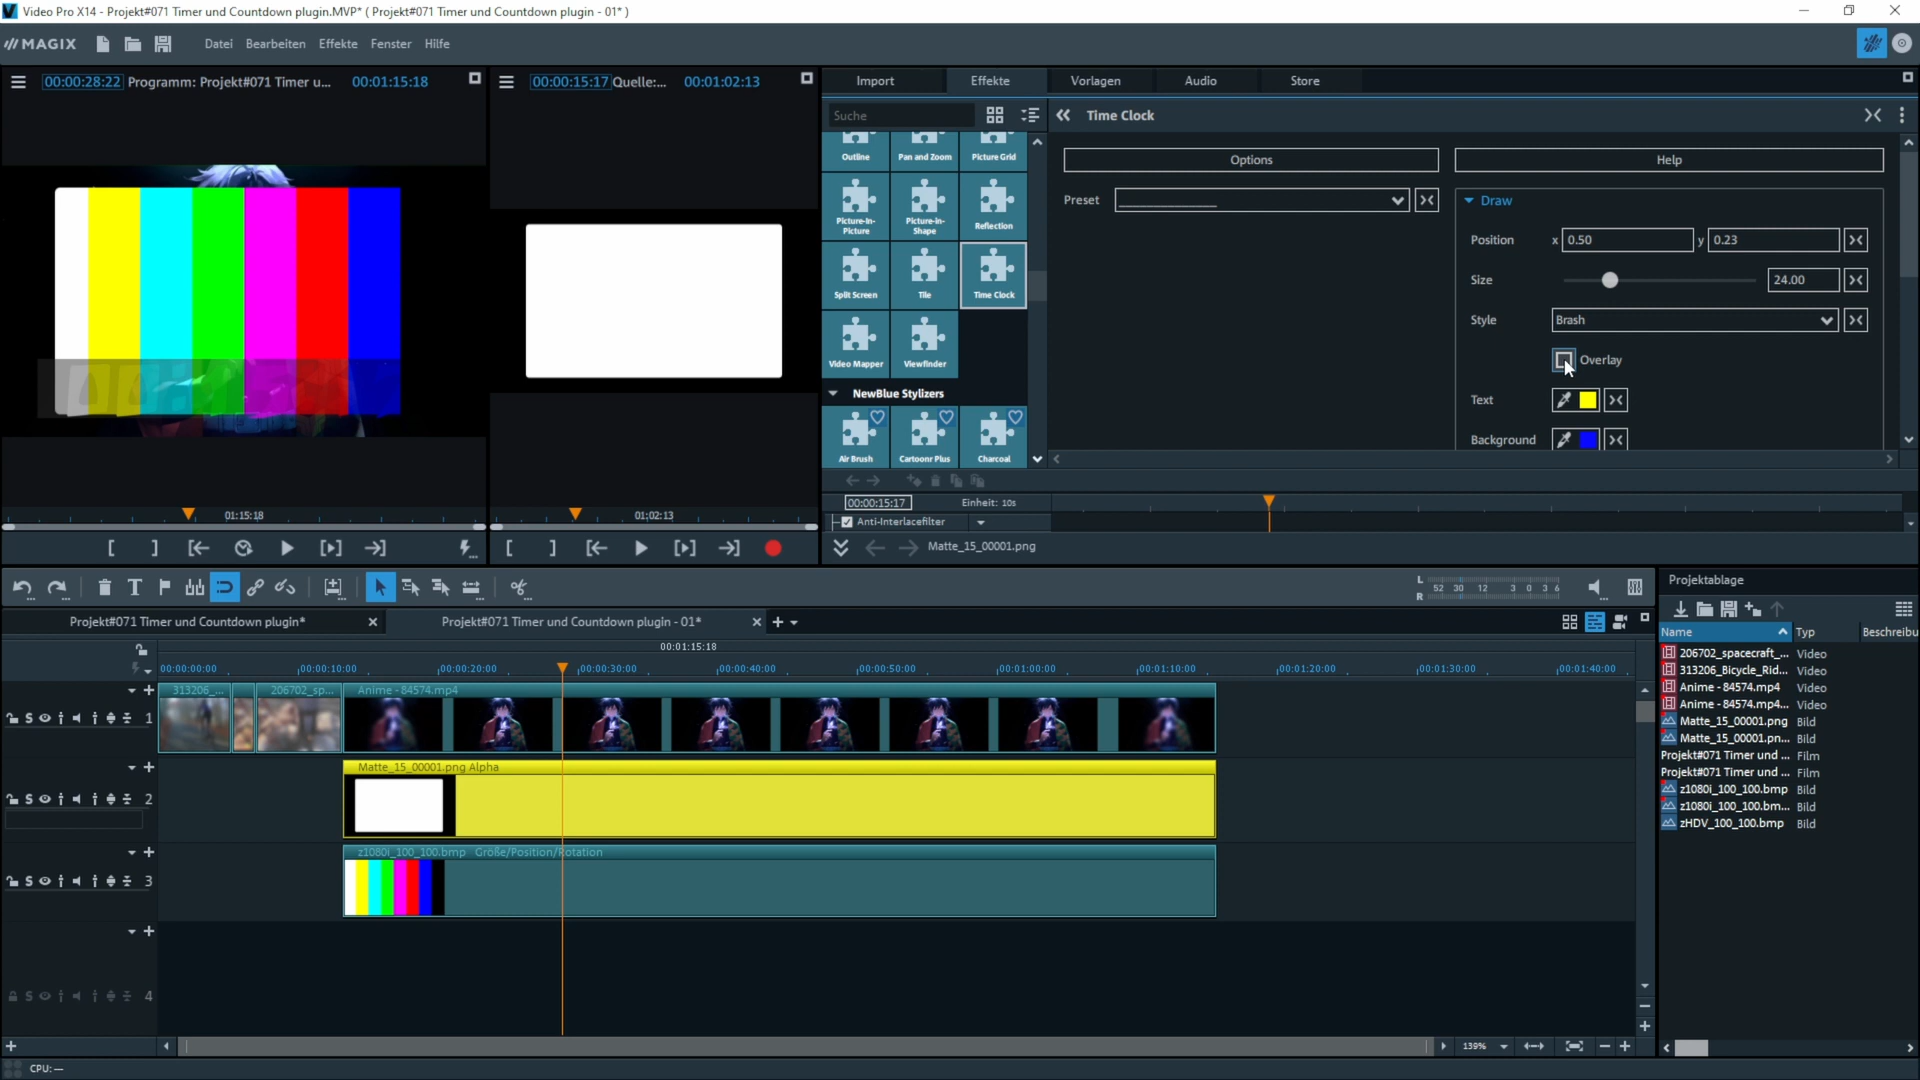 Video Pro X14 - Projekt#071 Timer und Countdown plugin.MVP* ( Projekt#071 Timer und Countdown plugin - 01* )
MAGIX
Datei Bearbeiten Effekte Fenster Hilfe
00:00:28:22 Programm: Projekt#071 Timer u... 00:01:15:18
00:00:15:17 Quelle:... 00:01:02:13
Import Effekte Vorlagen Audio Store
Suche
Time Clock
Outline Pan and Zoom Picture Grid
Picture-In-Picture Picture-in-Shape Reflection
Split Screen Tile Time Clock
Video Mapper Viewfinder
NewBlue Stylizers
Air Brush Cartoonr Plus Charcoal
Options Help
Preset
Draw
Position x 0.50 y 0.23
Size 24.00
Style Brash
Overlay
Text
Background
01:15:18
01:02:13
00:00:15:17 Einheit: 10s
Anti-Interlacefilter
Matte_15_00001.png
L
R
52 30 12 3 0 3 6
Projekt#071 Timer und Countdown plugin*
Projekt#071 Timer und Countdown plugin - 01*
00:01:15:18
00:00:00:00 00:00:10:00 00:00:20:00 00:00:30:00 00:00:40:00 00:00:50:00 00:01:00:00 00:01:10:00 00:01:20:00 00:01:30:00 00:01:40:00
313206_... 206702_sp... Anime - 84574.mp4
S 1
Matte_15_00001.png Alpha
S 2
z1080i_100_100.bmp Größe/Position/Rotation
S 3
S 4
139%
CPU: —
Projektablage
Name Typ Beschreibu
206702_spacecraft_... Video
313206_Bicycle_Rid... Video
Anime - 84574.mp4 Video
Anime - 84574.mp4... Video
Matte_15_00001.png Bild
Matte_15_00001.pn... Bild
Projekt#071 Timer und ... Film
Projekt#071 Timer und ... Film
z1080i_100_100.bmp Bild
z1080i_100_100.bm... Bild
zHDV_100_100.bmp Bild